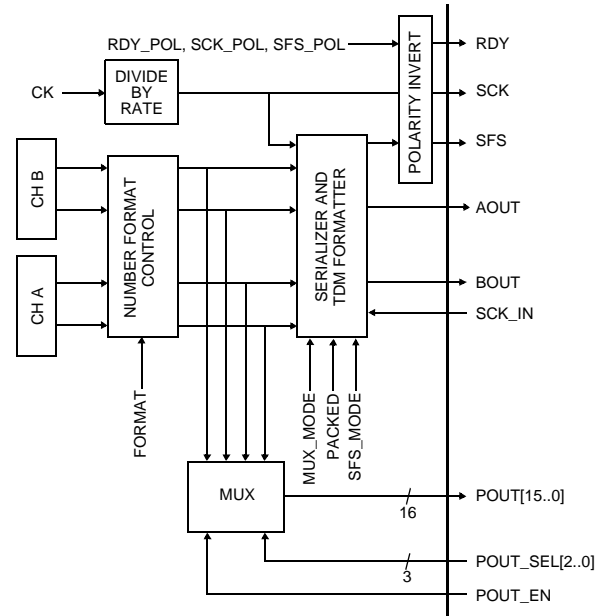 RDY_POL, SCK_POL, SFS_POL
RDY
CK
DIVIDE
BY
RATE
SCK
POLARITY INVERT
SFS
CH B
CH A
NUMBER FORMAT
CONTROL
SERIALIZER AND
TDM FORMATTER
AOUT
BOUT
SCK_IN
FORMAT
MUX_MODE
PACKED
SFS_MODE
MUX
16
POUT[15..0]
3
POUT_SEL[2..0]
POUT_EN